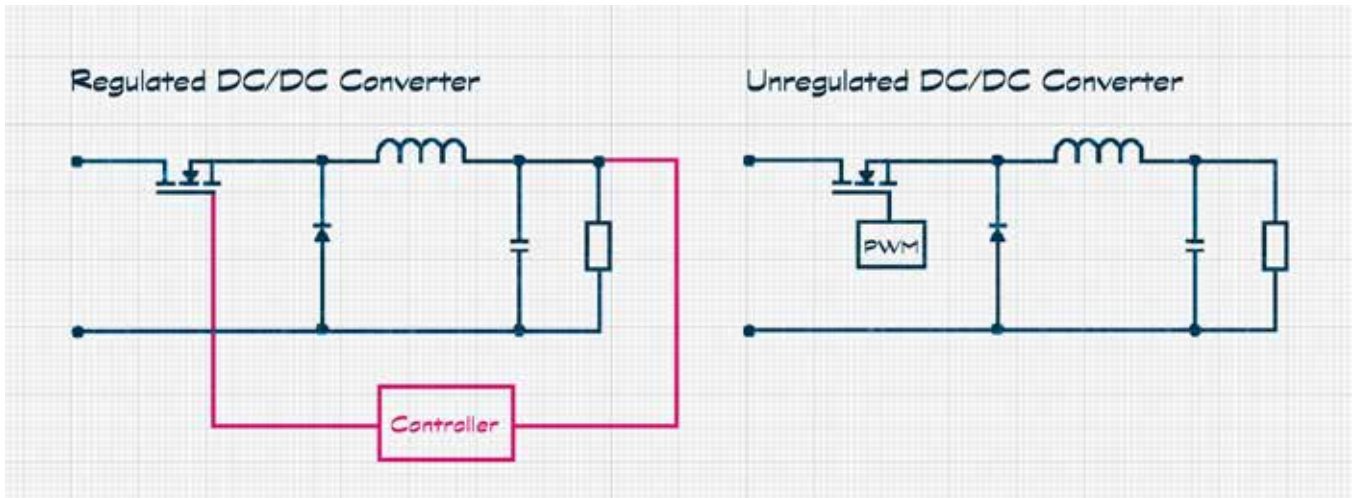 Regulated DC/DC Converter
Unregulated DC/DC Converter
PWM
Controller